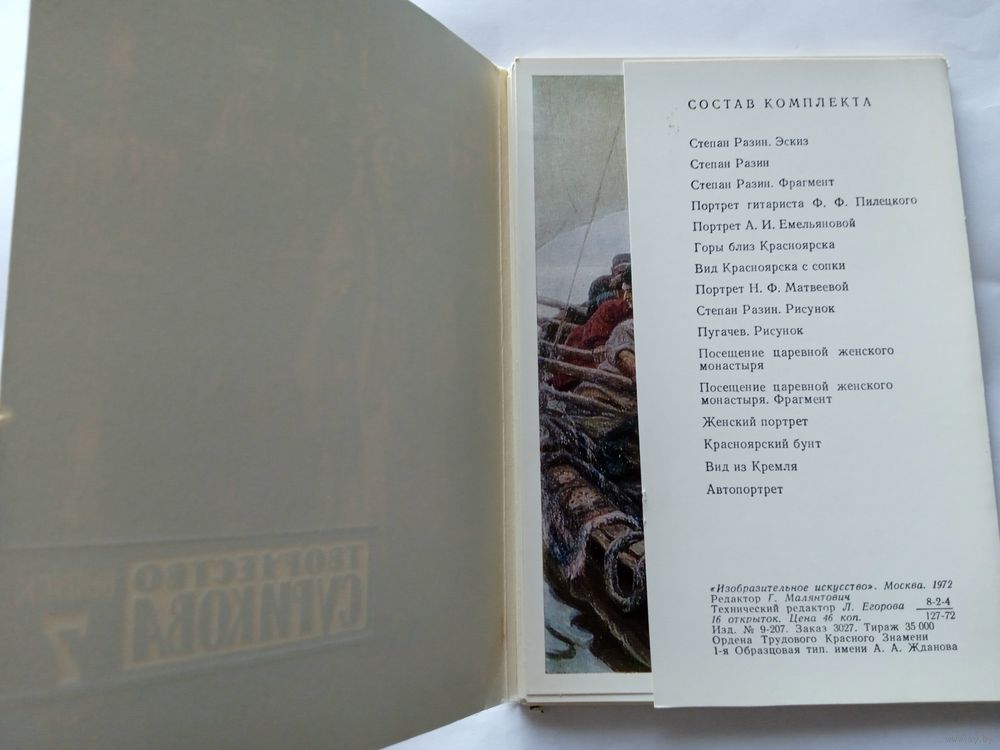 ТВОРЧЕСТВО
СУРИКОВА
7
СОСТАВ КОМПЛЕКТА
Степан Разин. Эскиз
Степан Разин
Степан Разин. Фрагмент
Портрет гитариста Ф. Ф. Пилецкого
Портрет А. И. Емельяновой
Горы близ Красноярска
Вид Красноярска с сопки
Портрет Н. Ф. Матвеевой
Степан Разин. Рисунок
Пугачев. Рисунок
Посещение царевной женского
монастыря
Посещение царевной женского
монастыря. Фрагмент
Женский портрет
Красноярский бунт
Вид из Кремля
Автопортрет
«Изобразительное искусство». Москва. 1972
Редактор Г. Малянтович
Технический редактор Л. Егорова 8-2-4
16 открыток. Цена 46 коп. 127-72
Изд. № 9-207. Заказ 3027. Тираж 35 000
Ордена Трудового Красного Знамени
1-я Образцовая тип. имени А. А. Жданова